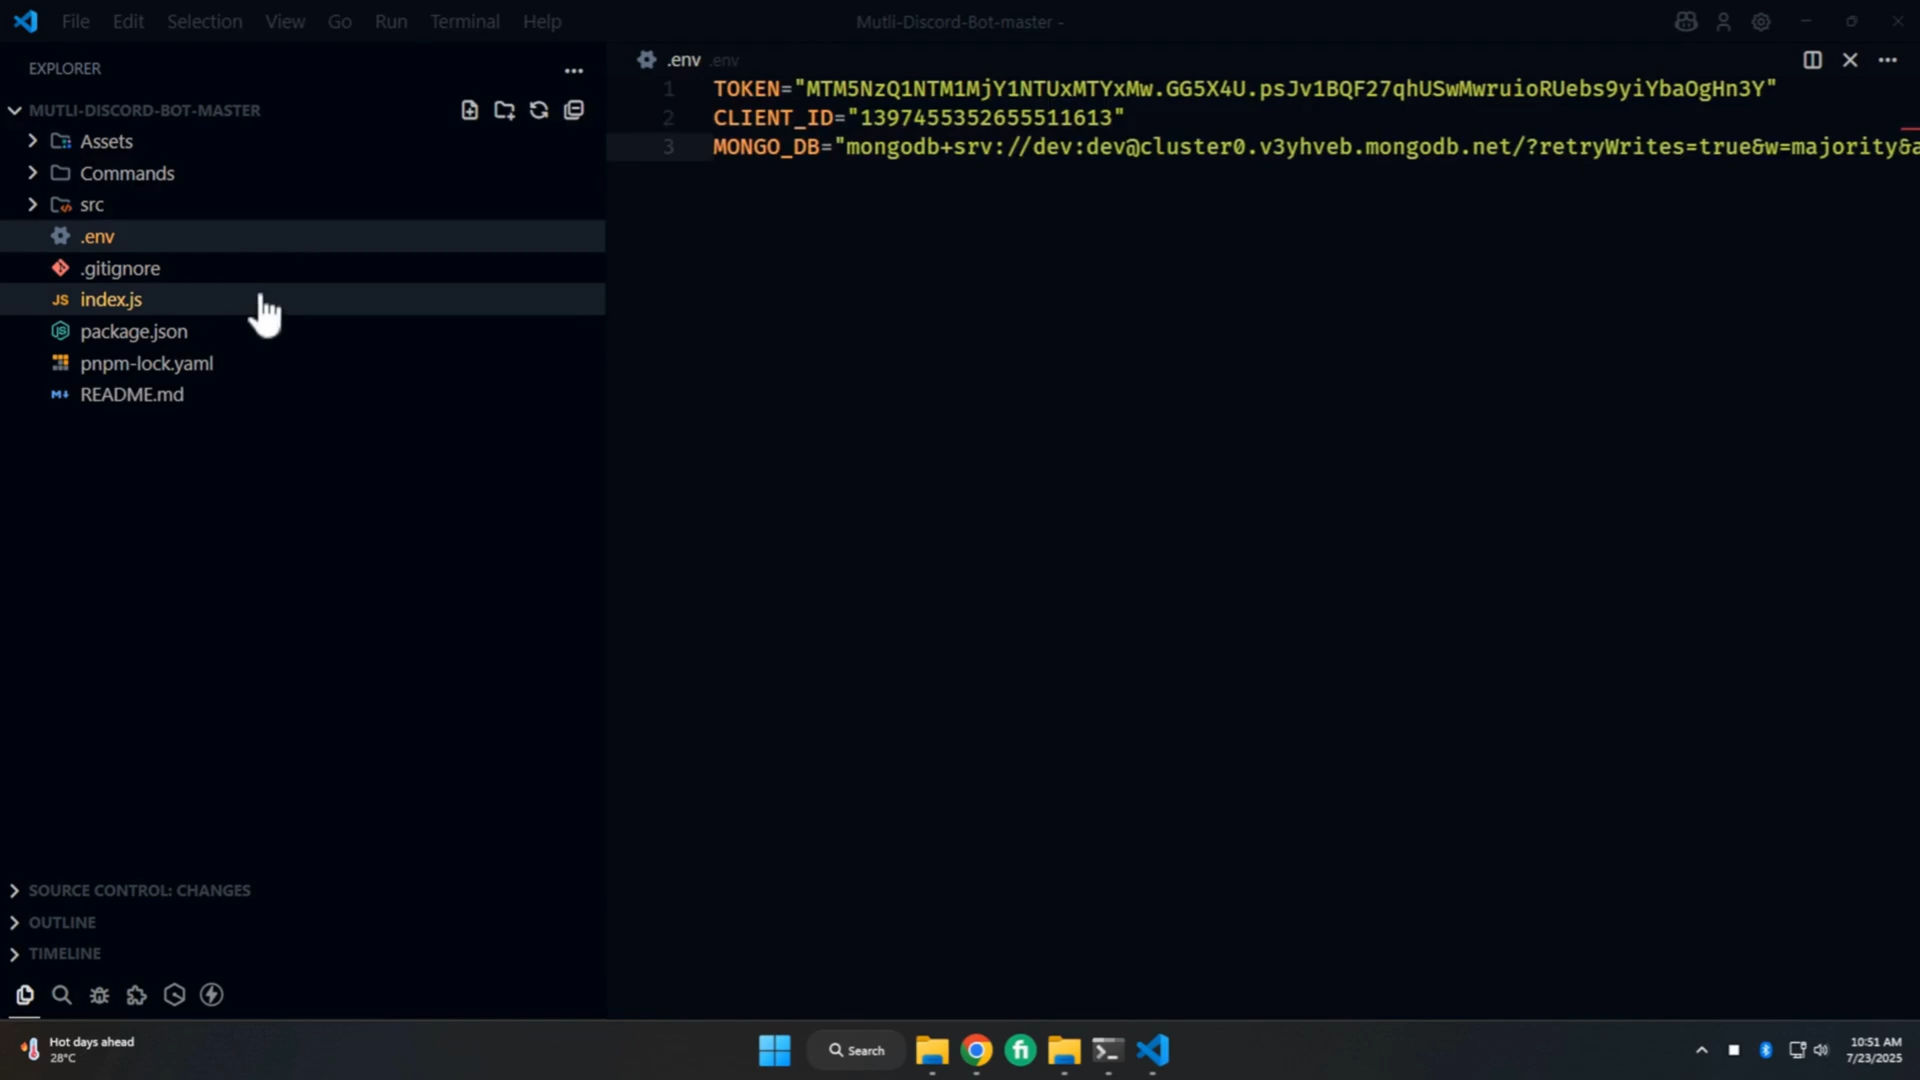 File Edit Selection View Go Run Terminal Help
Mutli-Discord-Bot-master -
EXPLORER
MUTLI-DISCORD-BOT-MASTER
Assets
Commands
src
.env
.gitignore
JS index.js
package.json
pnpm-lock.yaml
README.md
SOURCE CONTROL: CHANGES
OUTLINE
TIMELINE
.env .env
1 TOKEN="MTM5NzQ1NTM1MjY1NTUxMTYxMw.GG5X4U.psJv1BQF27qhUSwMwruioRUebs9yiYbaOgHn3Y"
2 CLIENT_ID="1397455352655511613"
3 MONGO_DB="mongodb+srv://dev:dev@cluster0.v3yhveb.mongodb.net/?retryWrites=true&w=majority&a
Hot days ahead
28°C
Search
10:51 AM
7/23/2025